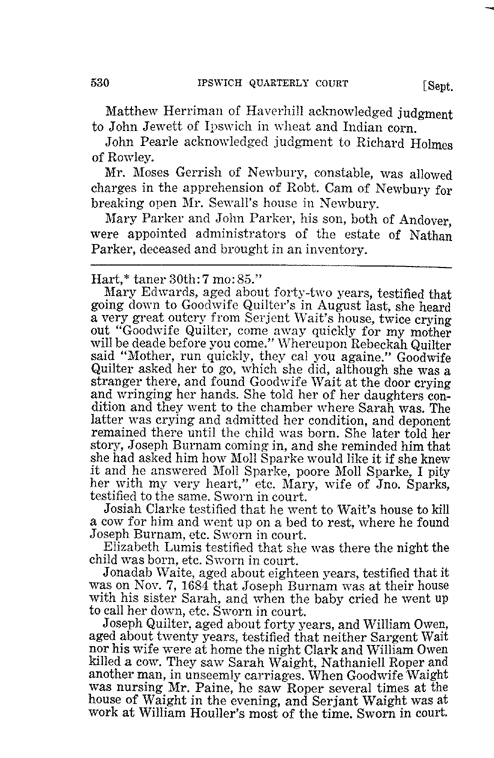 530 IPSWICH QUARTERLY COURT [Sept.
Matthew Herriman of Haverhill acknowledged judgment
to John Jewett of Ipswich in wheat and Indian corn.
John Pearle acknowledged judgment to Richard Holmes
of Rowley.
Mr. Moses Gerrish of Newbury, constable, was allowed
charges in the apprehension of Robt. Cam of Newbury for
breaking open Mr. Sewall's house in Newbury.
Mary Parker and John Parker, his son, both of Andover,
were appointed administrators of the estate of Nathan
Parker, deceased and brought in an inventory.
Hart,* taner 30th: 7 mo: 85."
Mary Edwards, aged about forty-two years, testified that
going down to Goodwife Quilter's in August last, she heard
a very great outcry from Serjent Wait's house, twice crying
out "Goodwife Quilter, come away quickly for my mother
will be deade before you come." Whereupon Rebeckah Quilter
said "Mother, run quickly, they cal you againe." Goodwife
Quilter asked her to go, which she did, although she was a
stranger there, and found Goodwife Wait at the door crying
and wringing her hands. She told her of her daughters con-
dition and they went to the chamber where Sarah was. The
latter was crying and admitted her condition, and deponent
remained there until the child was born. She later told her
story, Joseph Burnam coming in, and she reminded him that
she had asked him how Moll Sparke would like it if she knew
it and he answered Moll Sparke, poore Moll Sparke, I pity
her with my very heart," etc. Mary, wife of Jno. Sparks,
testified to the same. Sworn in court.
Josiah Clarke testified that he went to Wait's house to kill
a cow for him and went up on a bed to rest, where he found
Joseph Burnam, etc. Sworn in court.
Elizabeth Lumis testified that she was there the night the
child was born, etc. Sworn in court.
Jonadab Waite, aged about eighteen years, testified that it
was on Nov. 7, 1684 that Joseph Burnam was at their house
with his sister Sarah, and when the baby cried he went up
to call her down, etc. Sworn in court.
Joseph Quilter, aged about forty years, and William Owen,
aged about twenty years, testified that neither Sargent Wait
nor his wife were at home the night Clark and William Owen
killed a cow. They saw Sarah Waight, Nathaniell Roper and
another man, in unseemly carriages. When Goodwife Waight
was nursing Mr. Paine, he saw Roper several times at the
house of Waight in the evening, and Serjant Waight was at
work at William Houller's most of the time. Sworn in court.